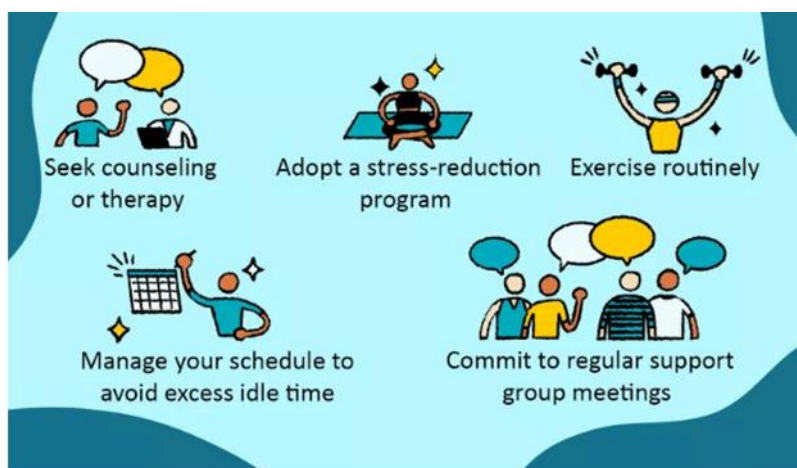 Seek counseling
or therapy
Adopt a stress-reduction
program
Exercise routinely
Manage your schedule to
avoid excess idle time
Commit to regular support
group meetings